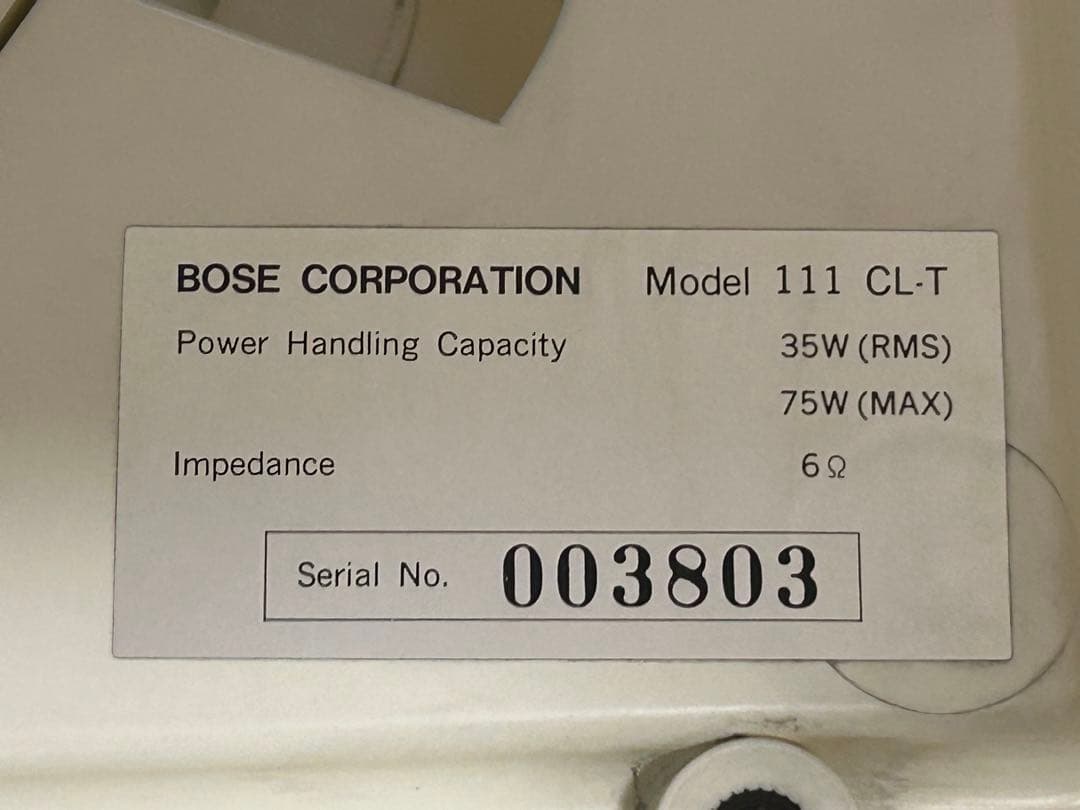 BOSE CORPORATION Model 111 CL-T
Power Handling Capacity 35W (RMS)
75W (MAX)
Impedance 6Ω
Serial No. 003803